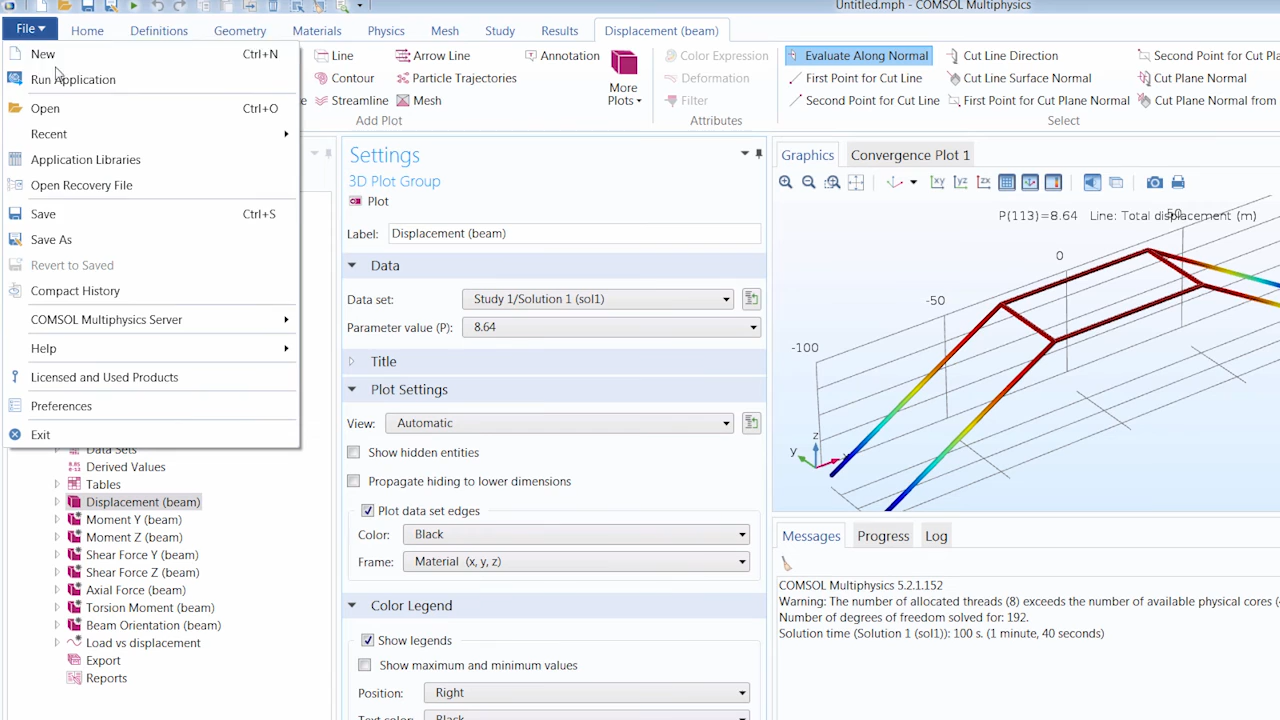 Untitled.mph - COMSOL Multiphysics
File
Home
Definitions
Geometry
Materials
Physics
Mesh
Study
Results
Displacement (beam)
New Ctrl+N
Run Application
Open Ctrl+O
Recent
Application Libraries
Open Recovery File
Save Ctrl+S
Save As
Revert to Saved
Compact History
COMSOL Multiphysics Server
Help
Licensed and Used Products
Preferences
Exit
Line
Arrow Line
Annotation
Contour
Particle Trajectories
Streamline
Mesh
More
Plots
Add Plot
Color Expression
Deformation
Filter
Attributes
Evaluate Along Normal
Cut Line Direction
Second Point for Cut Pla
First Point for Cut Line
Cut Line Surface Normal
Cut Plane Normal
Second Point for Cut Line
First Point for Cut Plane Normal
Cut Plane Normal from
Select
Data Sets
Derived Values
Tables
Displacement (beam)
Moment Y (beam)
Moment Z (beam)
Shear Force Y (beam)
Shear Force Z (beam)
Axial Force (beam)
Torsion Moment (beam)
Beam Orientation (beam)
Load vs displacement
Export
Reports
Settings
3D Plot Group
Plot
Label: Displacement (beam)
Data
Data set: Study 1/Solution 1 (sol1)
Parameter value (P): 8.64
Title
Plot Settings
View: Automatic
Show hidden entities
Propagate hiding to lower dimensions
Plot data set edges
Color: Black
Frame: Material (x, y, z)
Color Legend
Show legends
Show maximum and minimum values
Position: Right
Text color: Black
Graphics
Convergence Plot 1
xy
yz
zx
P(113)=8.64 Line: Total displacement (m)
50
0
-50
-100
z
y
x
Messages
Progress
Log
COMSOL Multiphysics 5.2.1.152
Warning: The number of allocated threads (8) exceeds the number of available physical cores (
Number of degrees of freedom solved for: 192.
Solution time (Solution 1 (sol1)): 100 s. (1 minute, 40 seconds)